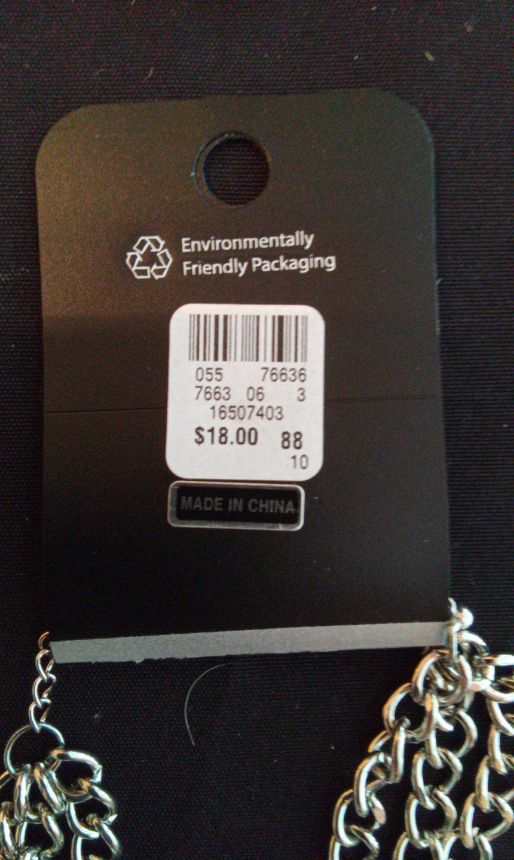 Environmentally
Friendly Packaging
055 76636
7663 06 3
16507403
$18.00 88
10
MADE IN CHINA